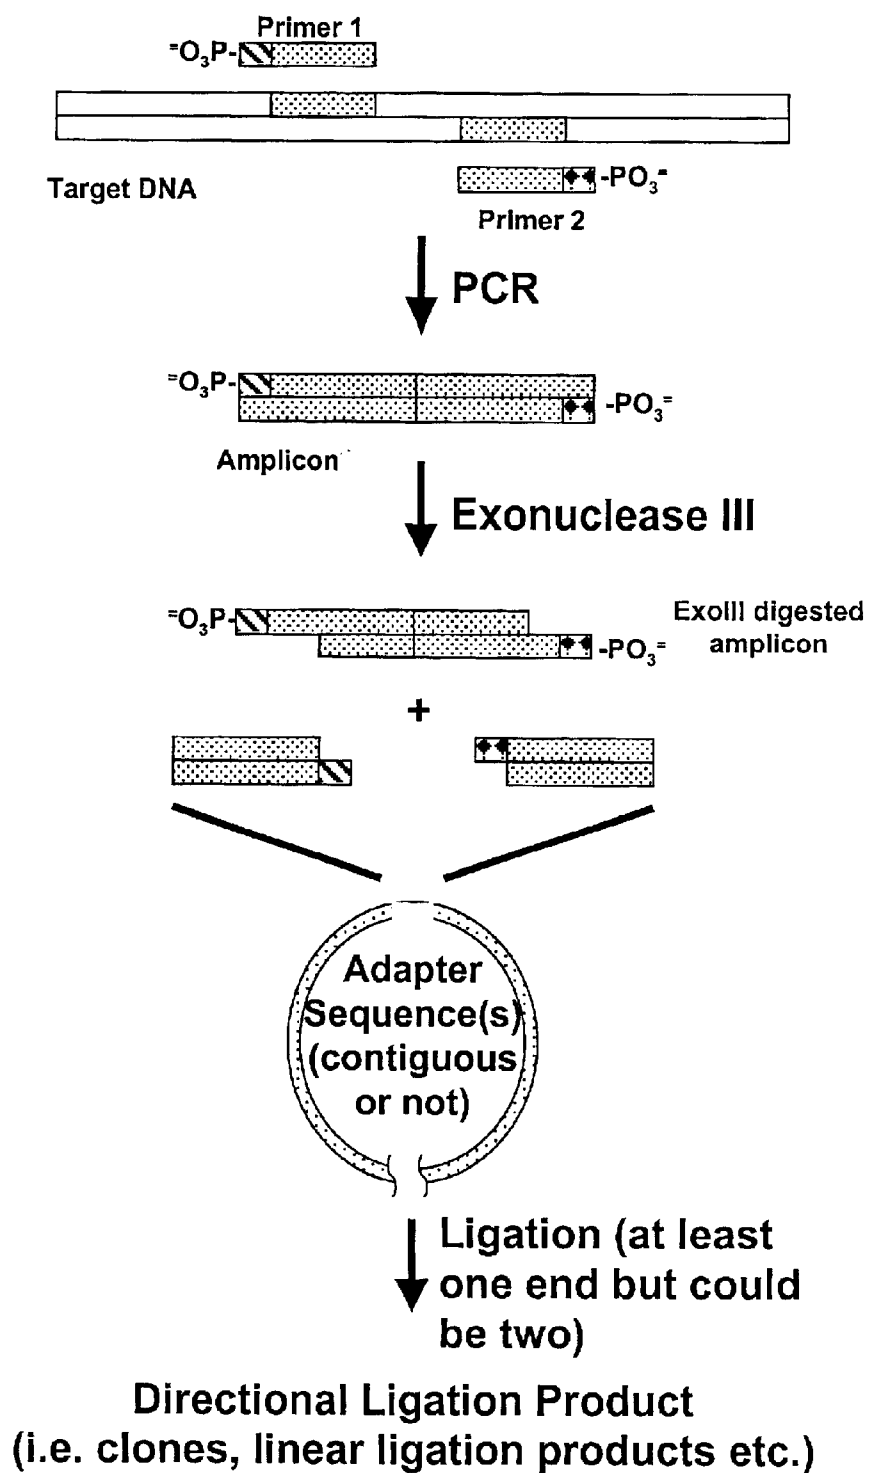 Primer 1
=O3P-
Target DNA
-PO3=
Primer 2
PCR
=O3P-
-PO3=
Amplicon
Exonuclease III
=O3P-
ExoIII digested
amplicon
-PO3=
+
Adapter
Sequence(s)
(contiguous
or not)
Ligation (at least
one end but could
be two)
Directional Ligation Product
(i.e. clones, linear ligation products etc.)